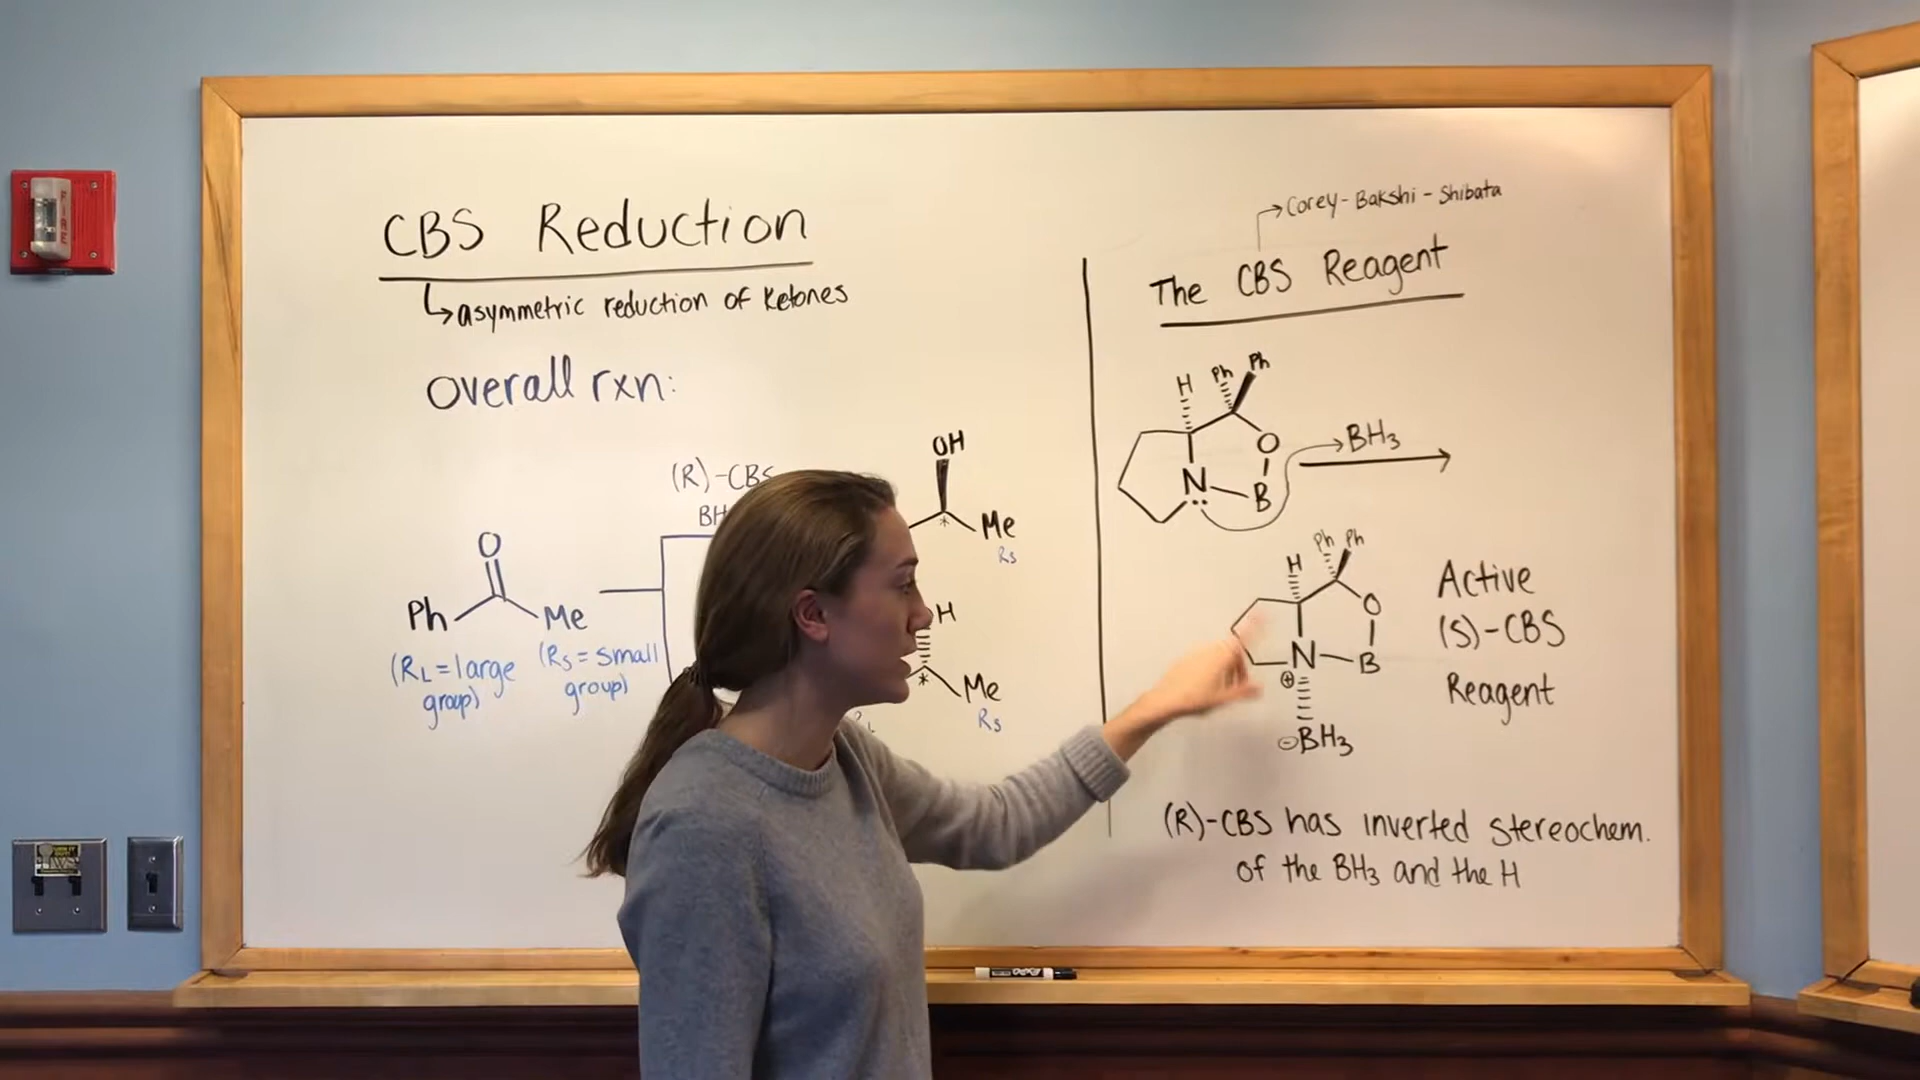 CBS Reduction
↳asymmetric reduction of ketones
overall rxn:
(R)-CBS
BH
O
Ph
Me
(RL=large
group)
(Rs=small
group)
OH
Me
Rs
H
Me
Rs
→Corey-Bakshi-Shibata
The CBS Reagent
H Ph Ph
O
N B
→BH3
H Ph Ph
O
N B
⊕
⊖BH3
Active
(S)-CBS
Reagent
(R)-CBS has inverted stereochem.
of the BH3 and the H